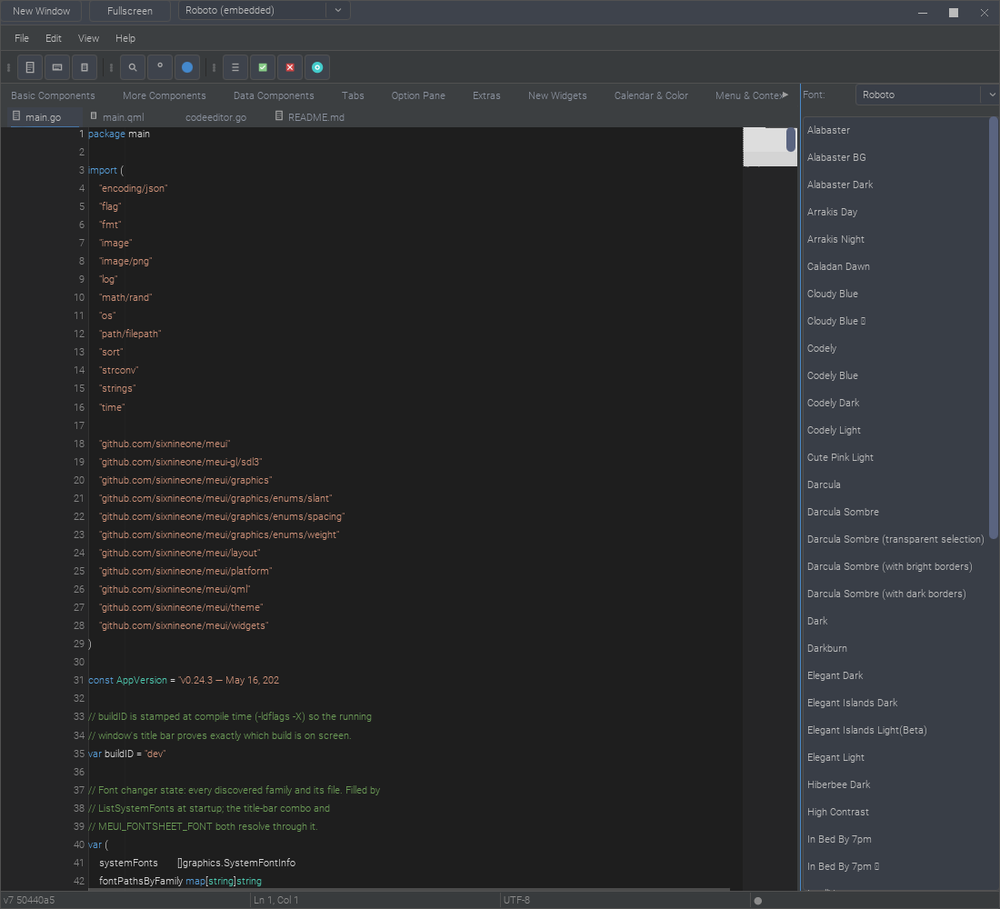 New Window Fullscreen Roboto (embedded)
File Edit View Help
Basic Components More Components Data Components Tabs Option Pane Extras New Widgets Calendar & Color Menu & Contex
main.go main.qml codeeditor.go README.md
1 package main
2
3 import (
4 "encoding/json"
5 "flag"
6 "fmt"
7 "image"
8 "image/png"
9 "log"
10 "math/rand"
11 "os"
12 "path/filepath"
13 "sort"
14 "strconv"
15 "strings"
16 "time"
17
18 "github.com/sixnineone/meui"
19 "github.com/sixnineone/meui-gl/sdl3"
20 "github.com/sixnineone/meui/graphics"
21 "github.com/sixnineone/meui/graphics/enums/slant"
22 "github.com/sixnineone/meui/graphics/enums/spacing"
23 "github.com/sixnineone/meui/graphics/enums/weight"
24 "github.com/sixnineone/meui/layout"
25 "github.com/sixnineone/meui/platform"
26 "github.com/sixnineone/meui/qml"
27 "github.com/sixnineone/meui/theme"
28 "github.com/sixnineone/meui/widgets"
29 )
30
31 const AppVersion = "v0.24.3 — May 16, 202
32
33 // buildID is stamped at compile time (-ldflags -X) so the running
34 // window's title bar proves exactly which build is on screen.
35 var buildID = "dev"
36
37 // Font changer state: every discovered family and its file. Filled by
38 // ListSystemFonts at startup; the title-bar combo and
39 // MEUI_FONTSHEET_FONT both resolve through it.
40 var (
41 systemFonts []graphics.SystemFontInfo
42 fontPathsByFamily map[string]string
Font: Roboto
Alabaster
Alabaster BG
Alabaster Dark
Arrakis Day
Arrakis Night
Caladan Dawn
Cloudy Blue
Cloudy Blue
Codely
Codely Blue
Codely Dark
Codely Light
Cute Pink Light
Darcula
Darcula Sombre
Darcula Sombre (transparent selection)
Darcula Sombre (with bright borders)
Darcula Sombre (with dark borders)
Dark
Darkburn
Elegant Dark
Elegant Islands Dark
Elegant Islands Light(Beta)
Elegant Light
Hiberbee Dark
High Contrast
In Bed By 7pm
In Bed By 7pm
v7 50440a5 Ln 1, Col 1 UTF-8